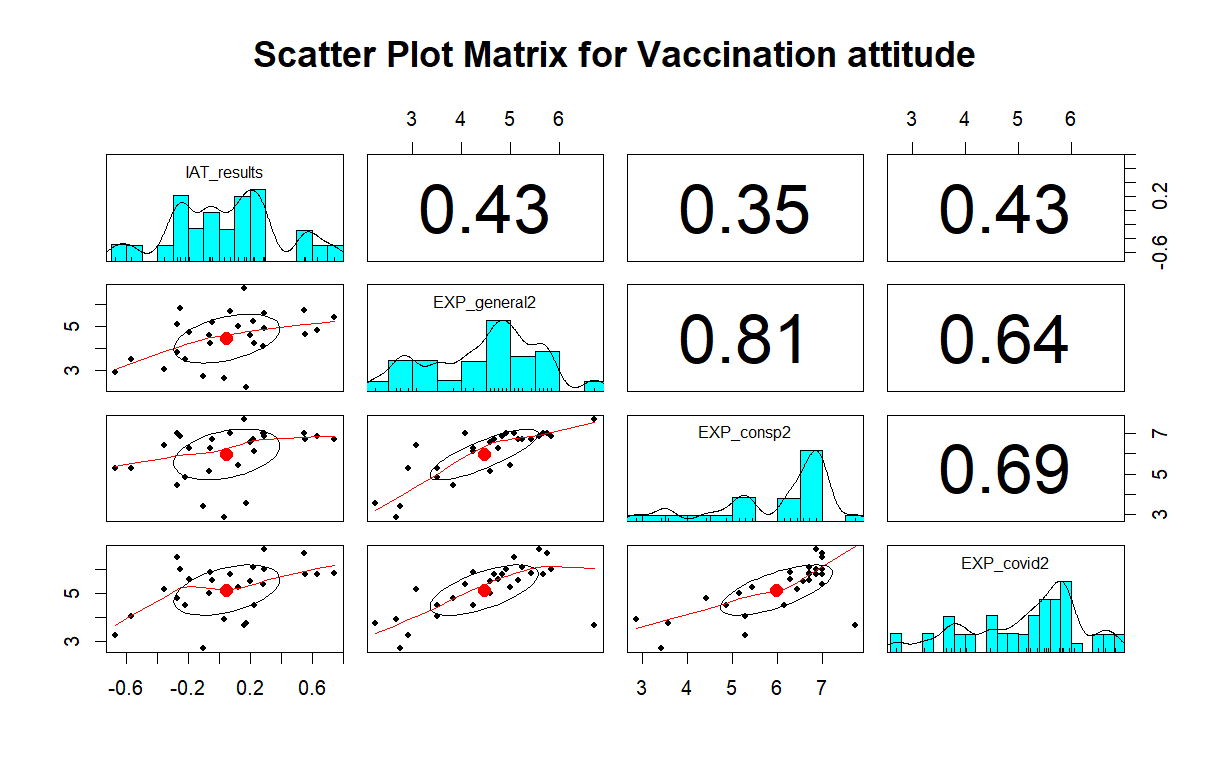 Scatter Plot Matrix for Vaccination attitude
3 4 5 6 3 4 5 6
IAT_results 0.43 0.35 0.43 -0.6 0.2
3 5 EXP_general2 0.81 0.64
EXP_consp2 0.69 3 5 7
3 5 EXP_covid2
-0.6 -0.2 0.2 0.6 3 4 5 6 7